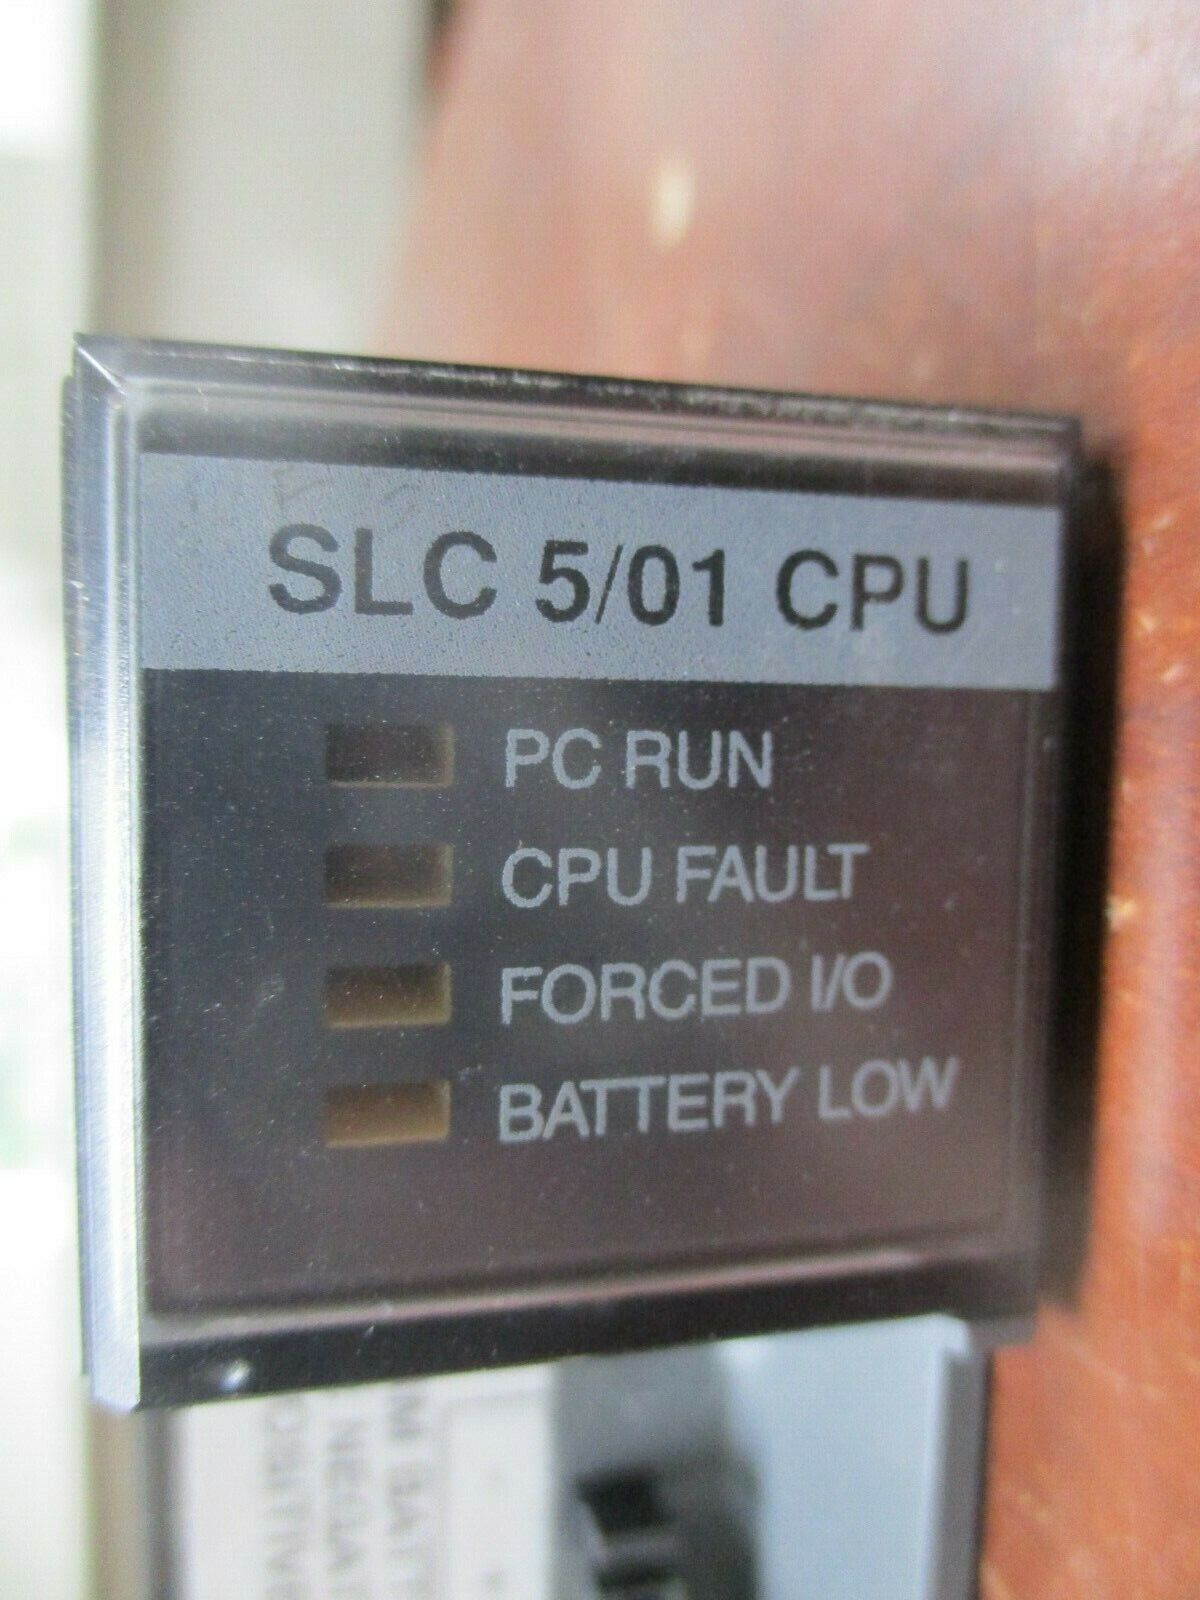 SLC 5/01 CPU
PC RUN
CPU FAULT
FORCED I/O
BATTERY LOW